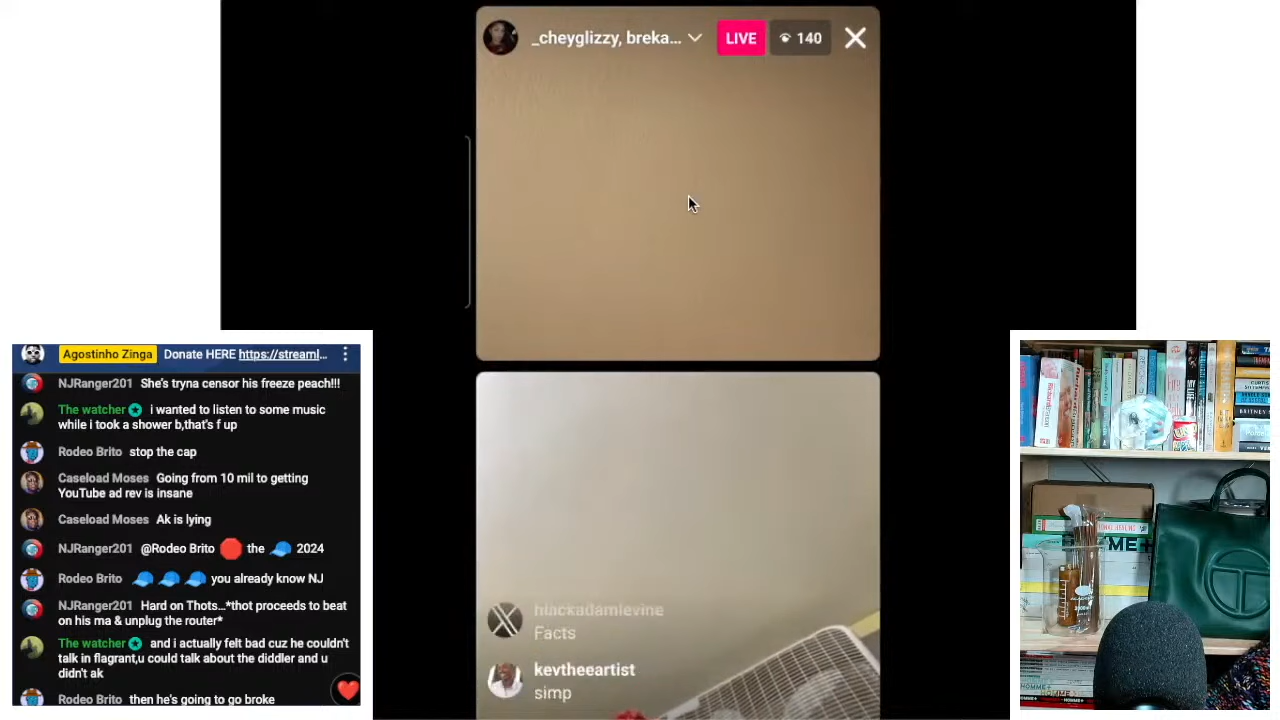 _cheyglizzy, breka...
LIVE
140
Agostinho Zinga Donate HERE https://streaml...
NJRanger201 She's tryna censor his freeze peach!!!
The watcher i wanted to listen to some music
while i took a shower b,that's f up
Rodeo Brito stop the cap
Caseload Moses Going from 10 mil to getting
YouTube ad rev is insane
Caseload Moses Ak is lying
NJRanger201 @Rodeo Brito 🛑 the 🧢 2024
Rodeo Brito 🧢 🧢 🧢 you already know NJ
NJRanger201 Hard on Thots...*thot proceeds to beat
on his ma & unplug the router*
The watcher and i actually felt bad cuz he couldn't
talk in flagrant,u could talk about the diddler and u
didn't ak
Rodeo Brito then he's going to go broke
blackadamlevine
Facts
kevtheeartist
simp
BRITNEY
HOMME+
HOMME+